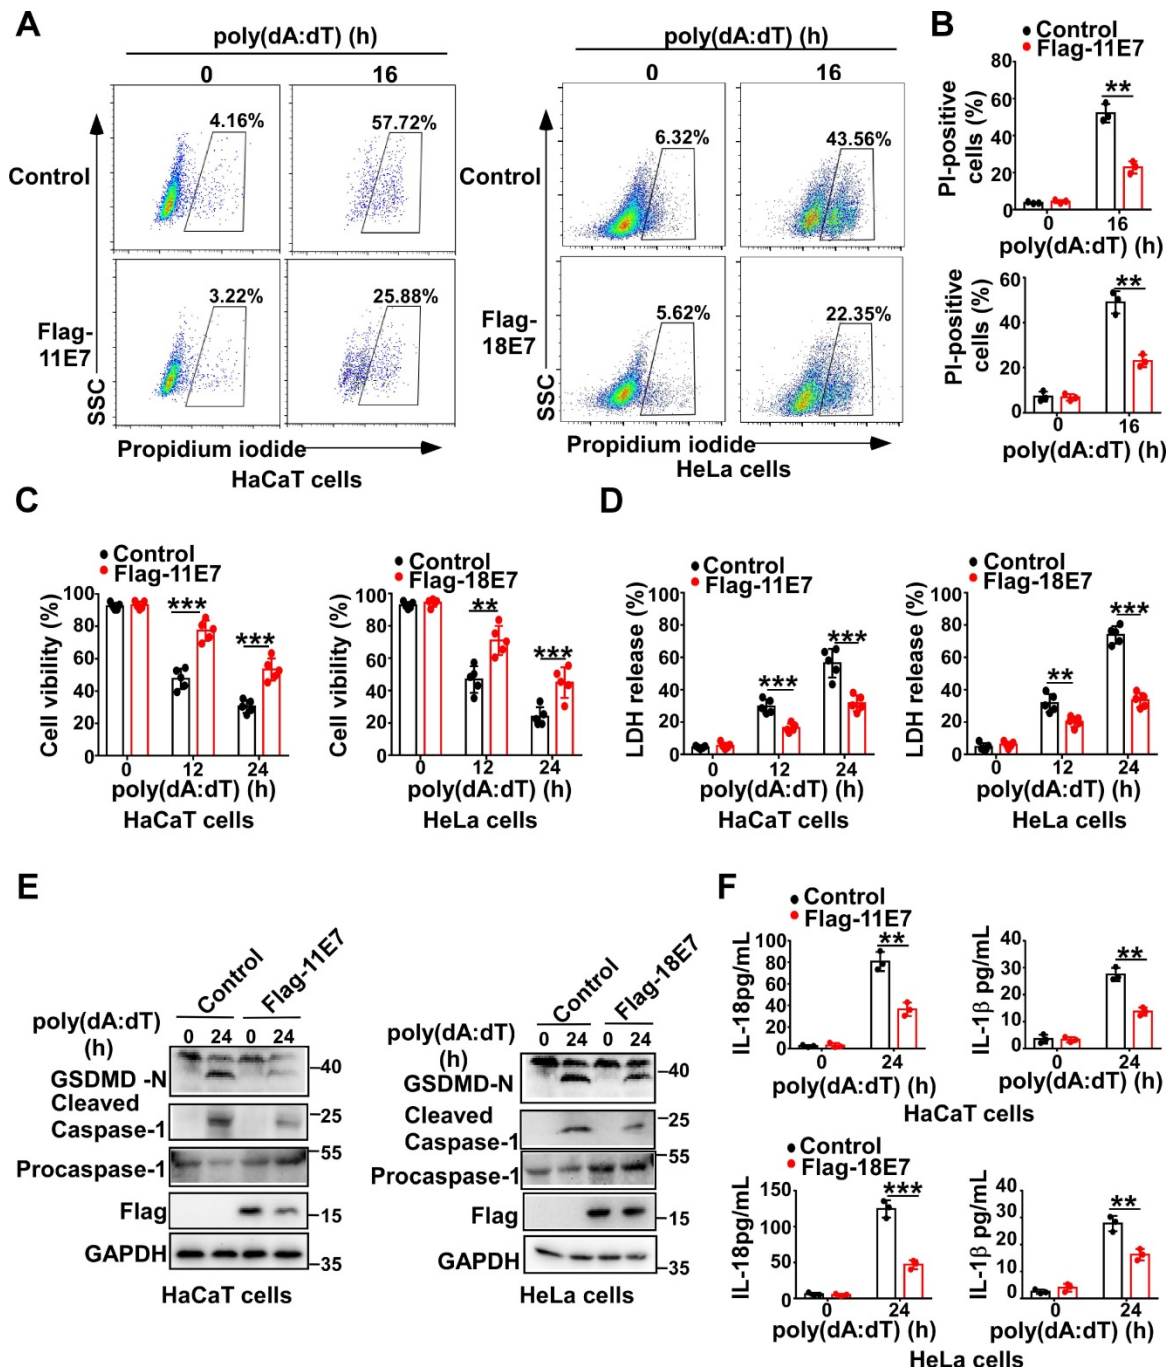 A
poly(dA:dT) (h)
0 16
4.16% 57.72%
Control
3.22% 25.88%
Flag-
11E7
SSC
Propidium iodide
HaCaT cells
poly(dA:dT) (h)
0 16
6.32% 43.56%
Control
5.62% 22.35%
Flag-
18E7
SSC
Propidium iodide
HeLa cells
B
Control
Flag-11E7
PI-positive
cells (%)
80
60
40
20
0
**
0 16
poly(dA:dT) (h)
PI-positive
cells (%)
60
40
20
0
**
0 16
poly(dA:dT) (h)
C
Control
Flag-11E7
Cell vibility (%)
100
80
60
40
20
0
***
***
0 12 24
poly(dA:dT) (h)
HaCaT cells
Control
Flag-18E7
Cell vibility (%)
100
80
60
40
20
0
**
***
0 12 24
poly(dA:dT) (h)
HeLa cells
D
Control
Flag-11E7
LDH release (%)
100
80
60
40
20
0
***
***
0 12 24
poly(dA:dT) (h)
HaCaT cells
Control
Flag-18E7
LDH release (%)
100
80
60
40
20
0
**
***
0 12 24
poly(dA:dT) (h)
HeLa cells
E
Control Flag-11E7
poly(dA:dT)
(h)
0 24 0 24
GSDMD -N
40
Cleaved
Caspase-1
25
Procaspase-1
55
Flag
15
GAPDH
35
HaCaT cells
Control Flag-18E7
poly(dA:dT)
(h)
0 24 0 24
GSDMD-N
40
Cleaved
Caspase-1
25
Procaspase-1
55
Flag
15
GAPDH
35
HeLa cells
F
Control
Flag-11E7
IL-18pg/mL
100
80
60
40
20
0
**
0 24
IL-1β pg/mL
40
30
20
10
0
**
0 24
HaCaT cells
Control
Flag-18E7
IL-18pg/mL
150
100
50
0
***
0 24
poly(dA:dT) (h)
IL-1β pg/mL
40
30
20
10
0
**
0 24
poly(dA:dT) (h)
HeLa cells